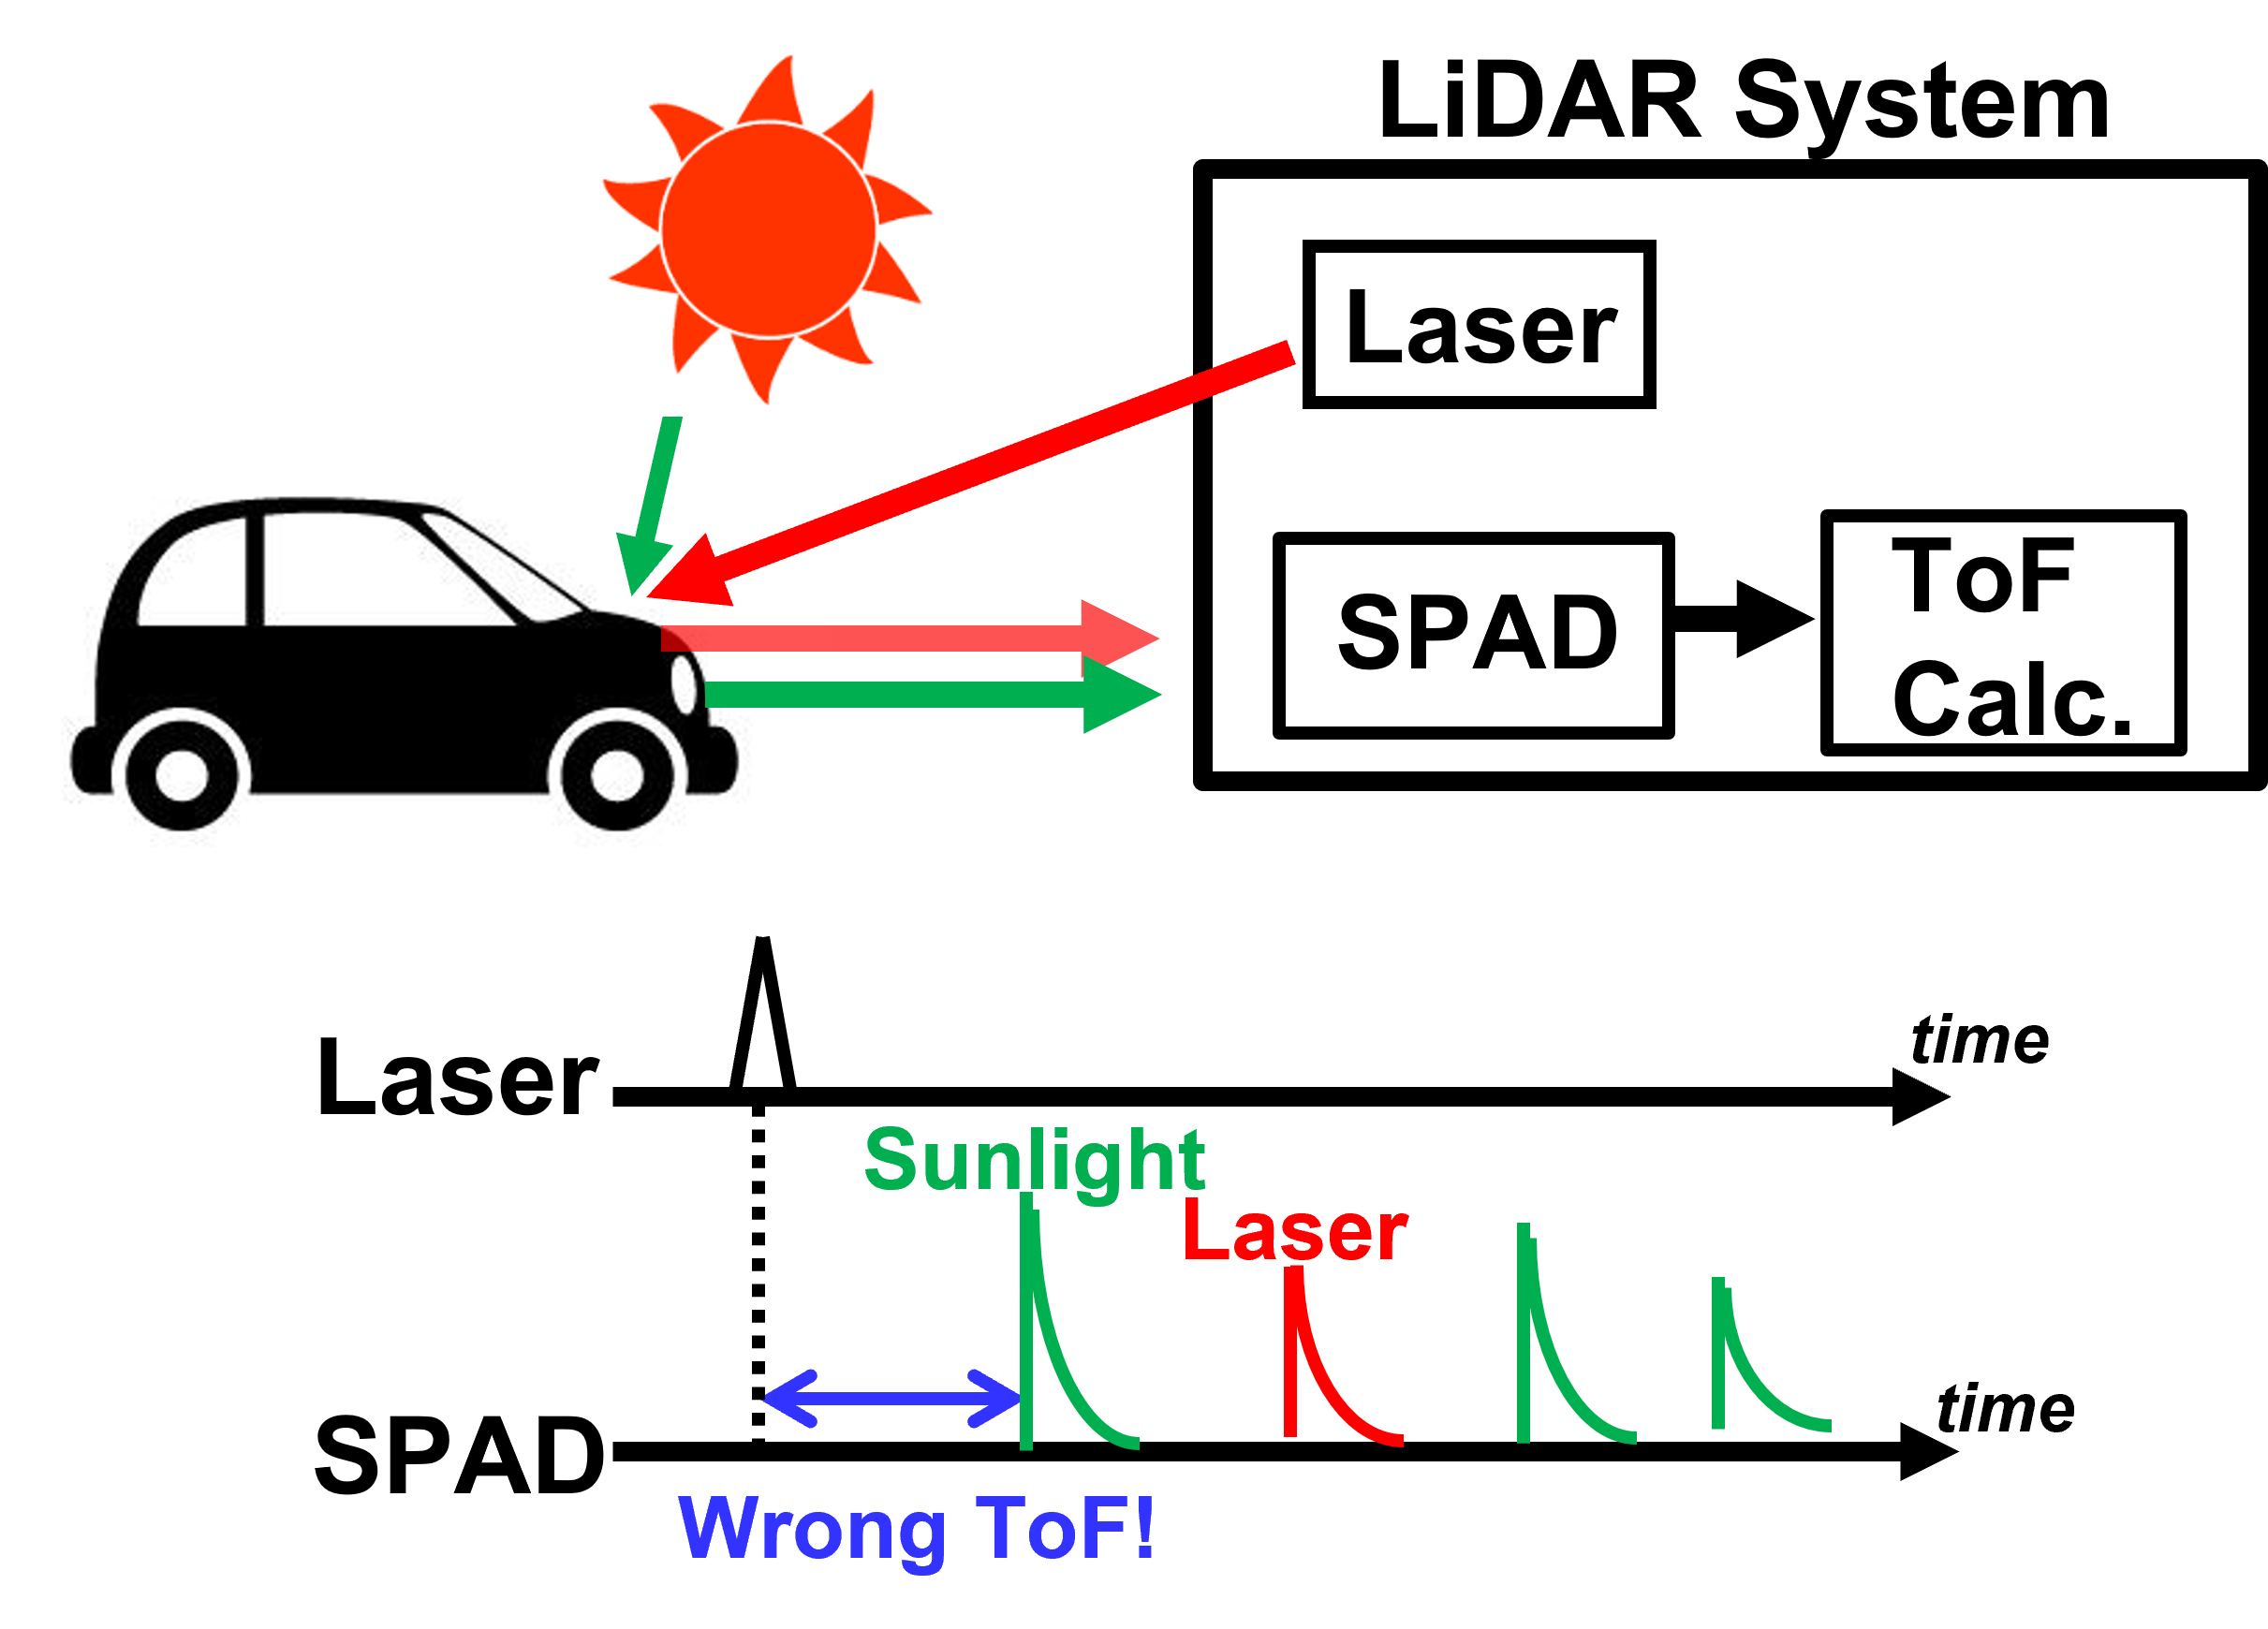 LiDAR System
Laser
SPAD
ToF
Calc.
Laser
time
Sunlight
Laser
SPAD
time
Wrong ToF!